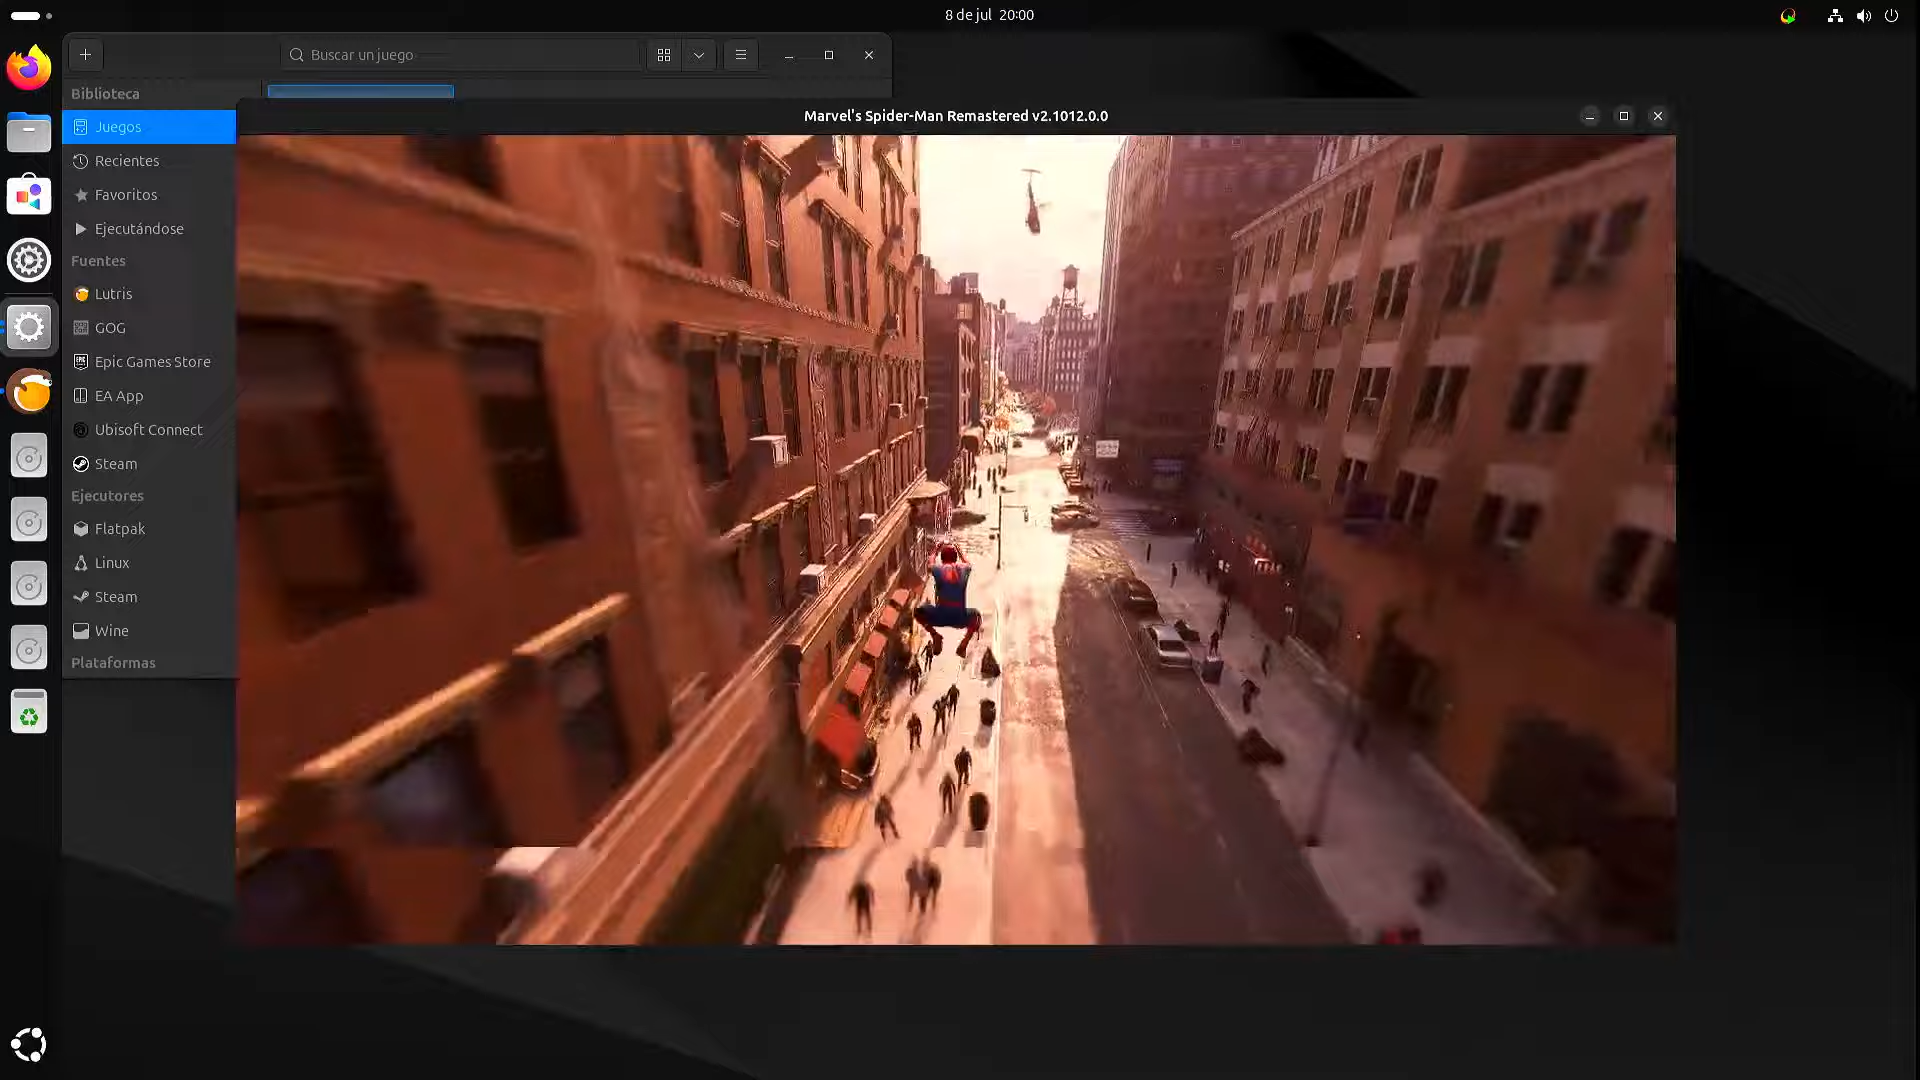 8 de jul 20:00
Buscar un juego
Biblioteca
Juegos
Recientes
Favoritos
Ejecutándose
Fuentes
Lutris
GOG
Epic Games Store
EA App
Ubisoft Connect
Steam
Ejecutores
Flatpak
Linux
Steam
Wine
Plataformas
Marvel's Spider-Man Remastered v2.1012.0.0